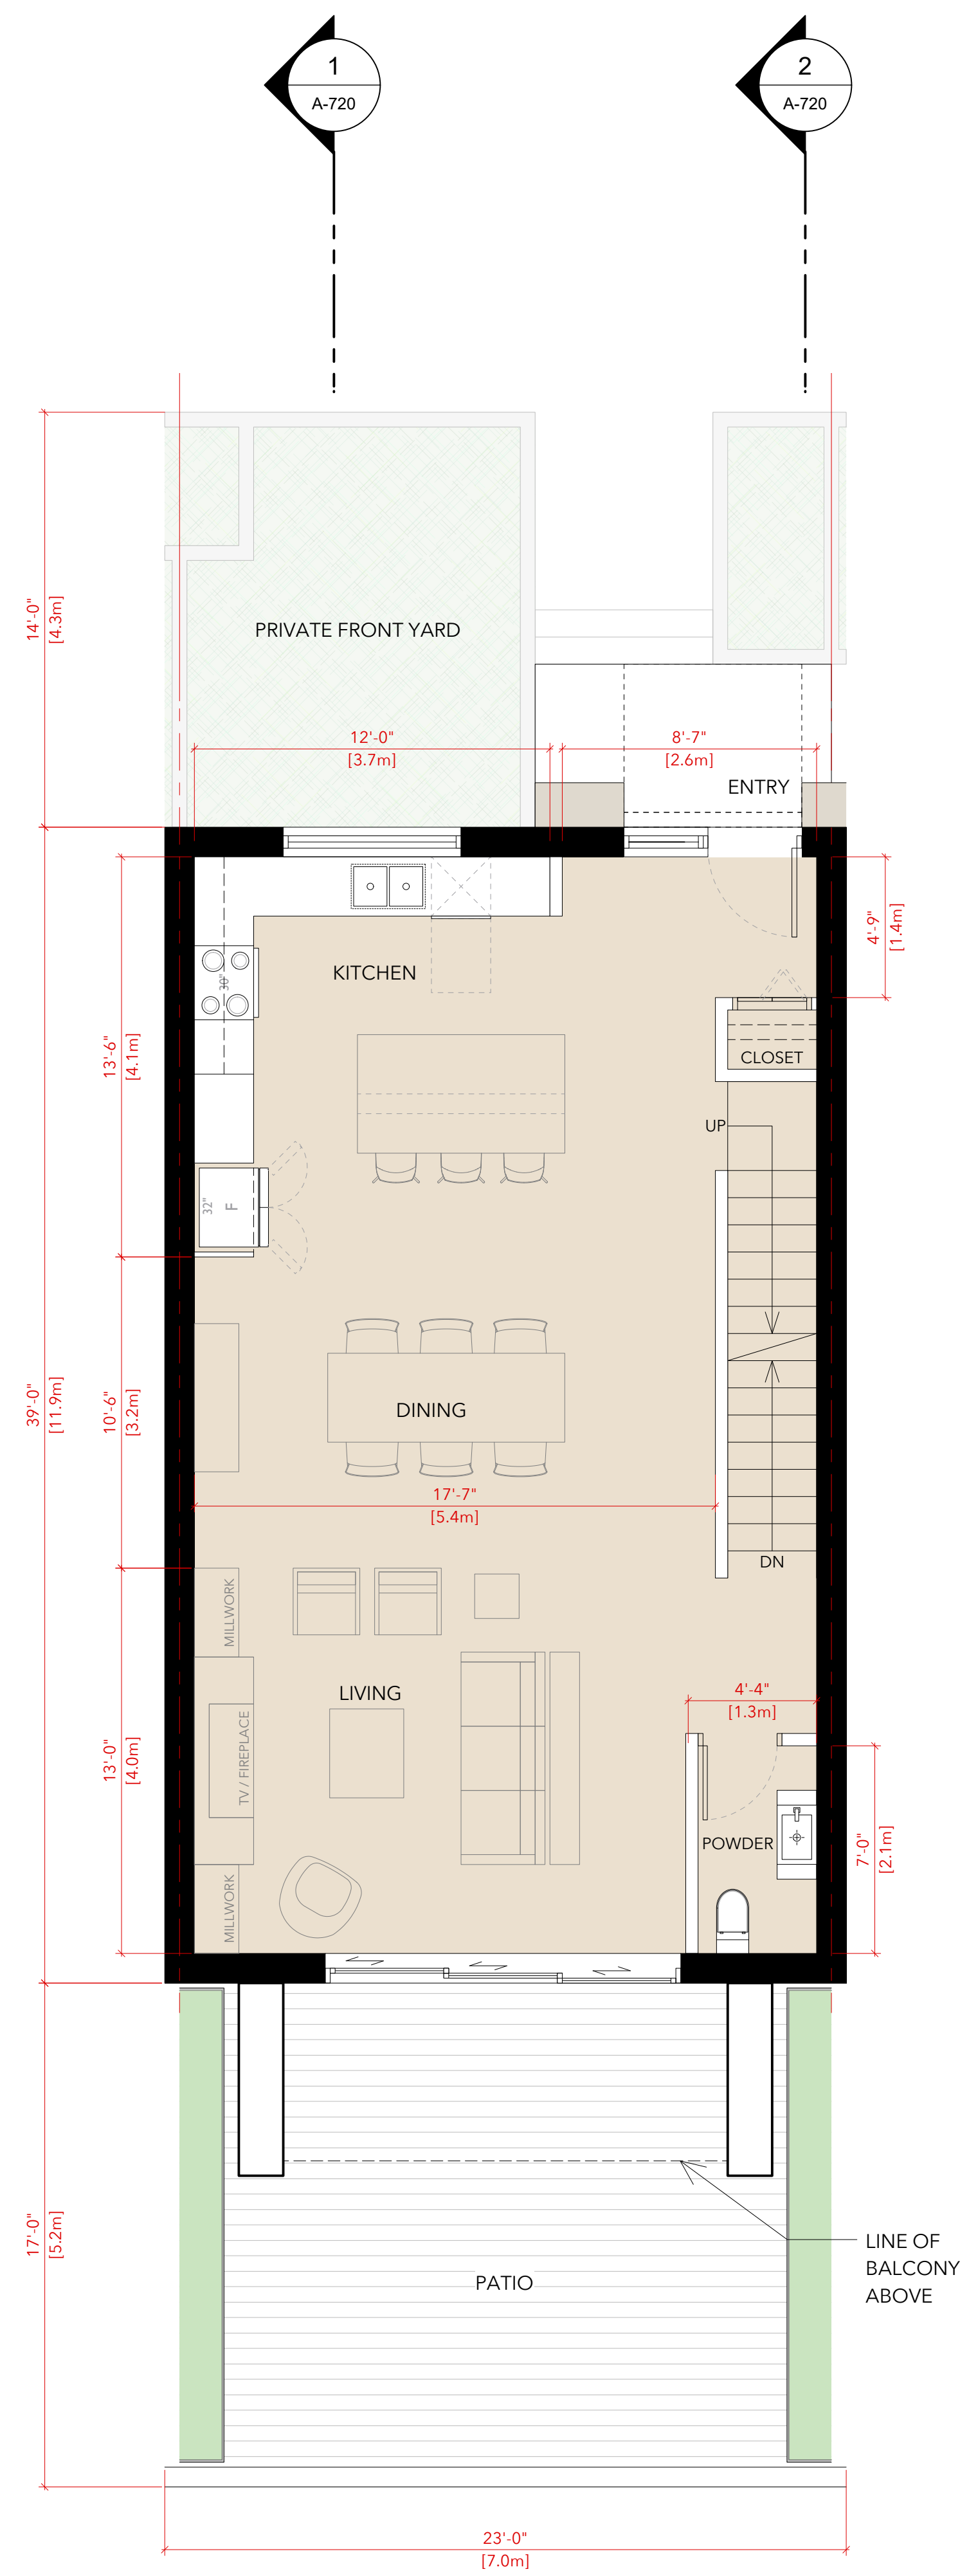 1
A-720
2
A-720
14'-0"
[4.3m]
PRIVATE FRONT YARD
12'-0"
[3.7m]
8'-7"
[2.6m]
ENTRY
4'-9"
[1.4m]
KITCHEN
30"
13'-6"
[4.1m]
CLOSET
UP
32"
F
39'-0"
[11.9m]
10'-6"
[3.2m]
DINING
17'-7"
[5.4m]
DN
MILLWORK
LIVING
4'-4"
[1.3m]
TV / FIREPLACE
13'-0"
[4.0m]
POWDER
7'-0"
[2.1m]
MILLWORK
17'-0"
[5.2m]
LINE OF
BALCONY
ABOVE
PATIO
23'-0"
[7.0m]